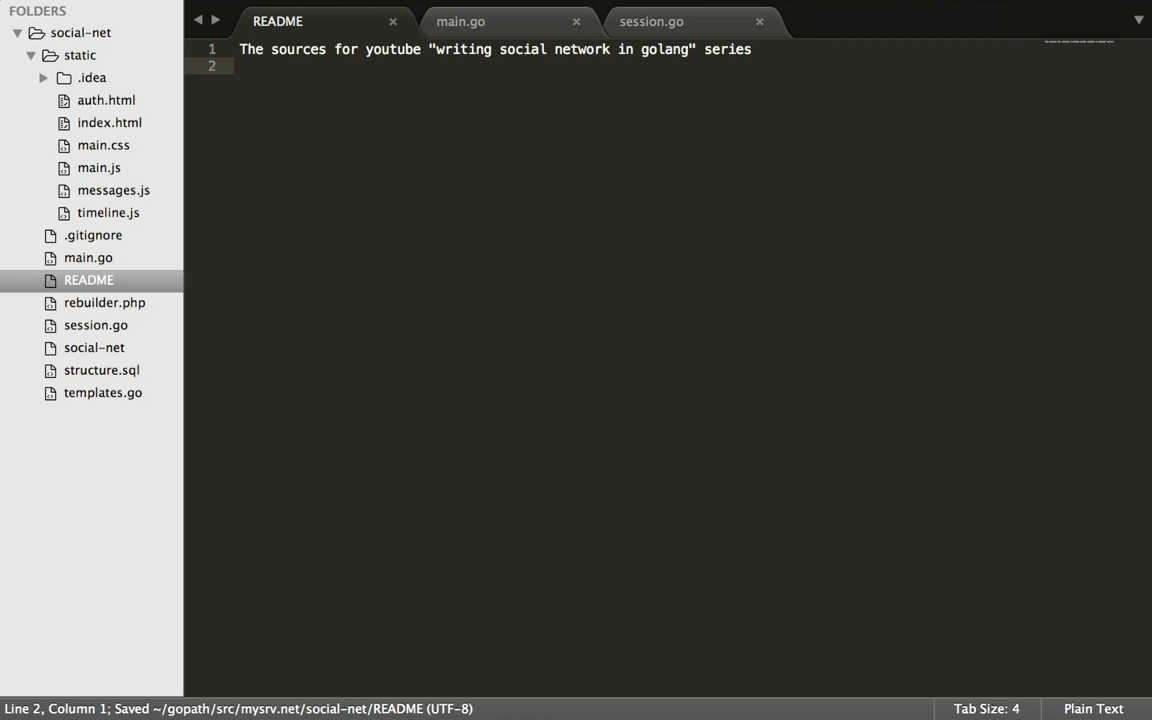 FOLDERS
social-net
static
.idea
auth.html
index.html
main.css
main.js
messages.js
timeline.js
.gitignore
main.go
README
rebuilder.php
session.go
social-net
structure.sql
templates.go
README × main.go × session.go ×
1 The sources for youtube "writing social network in golang" series
2
Line 2, Column 1; Saved ~/gopath/src/mysrv.net/social-net/README (UTF-8) Tab Size: 4 Plain Text